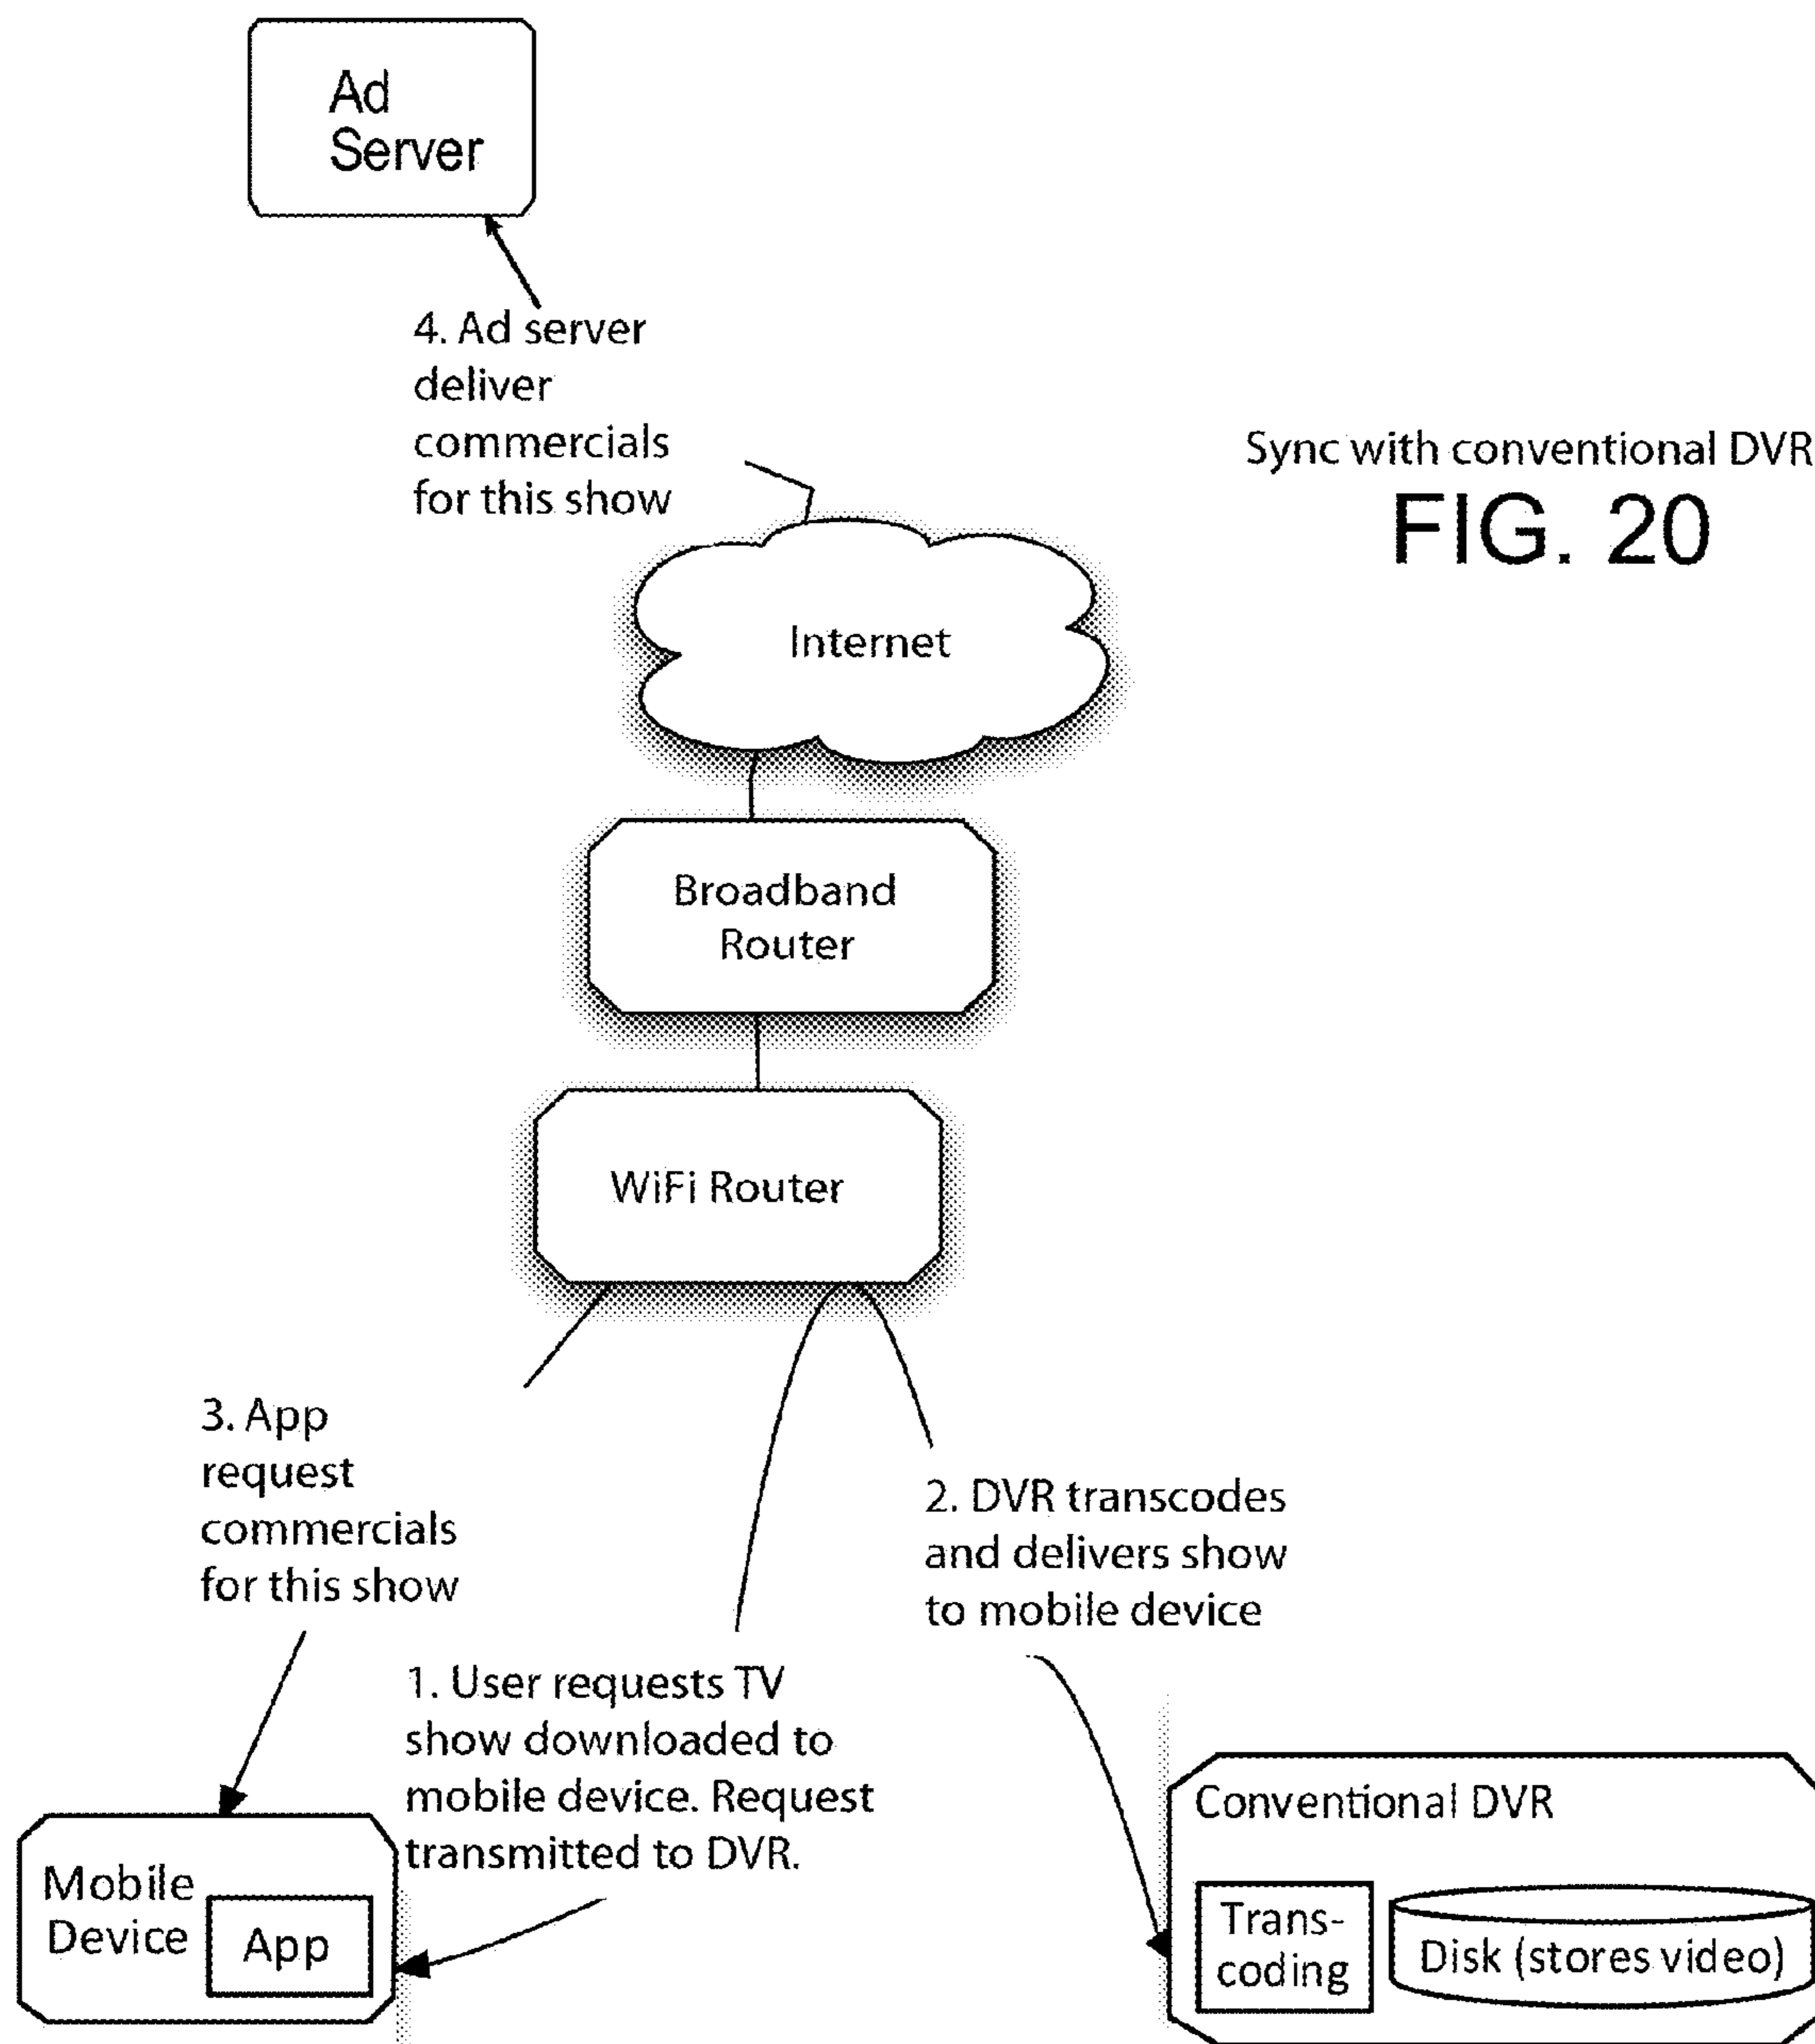 Ad
Server
4. Ad server
deliver
commercials
for this show
Sync with conventional DVR
FIG. 20
Internet
Broadband
Router
WiFi Router
3. App
request
commercials
for this show
2. DVR transcodes
and delivers show
to mobile device
1. User requests TV
show downloaded to
mobile device. Request
transmitted to DVR.
Mobile
Device
App
Conventional DVR
Trans-
coding
Disk (stores video)